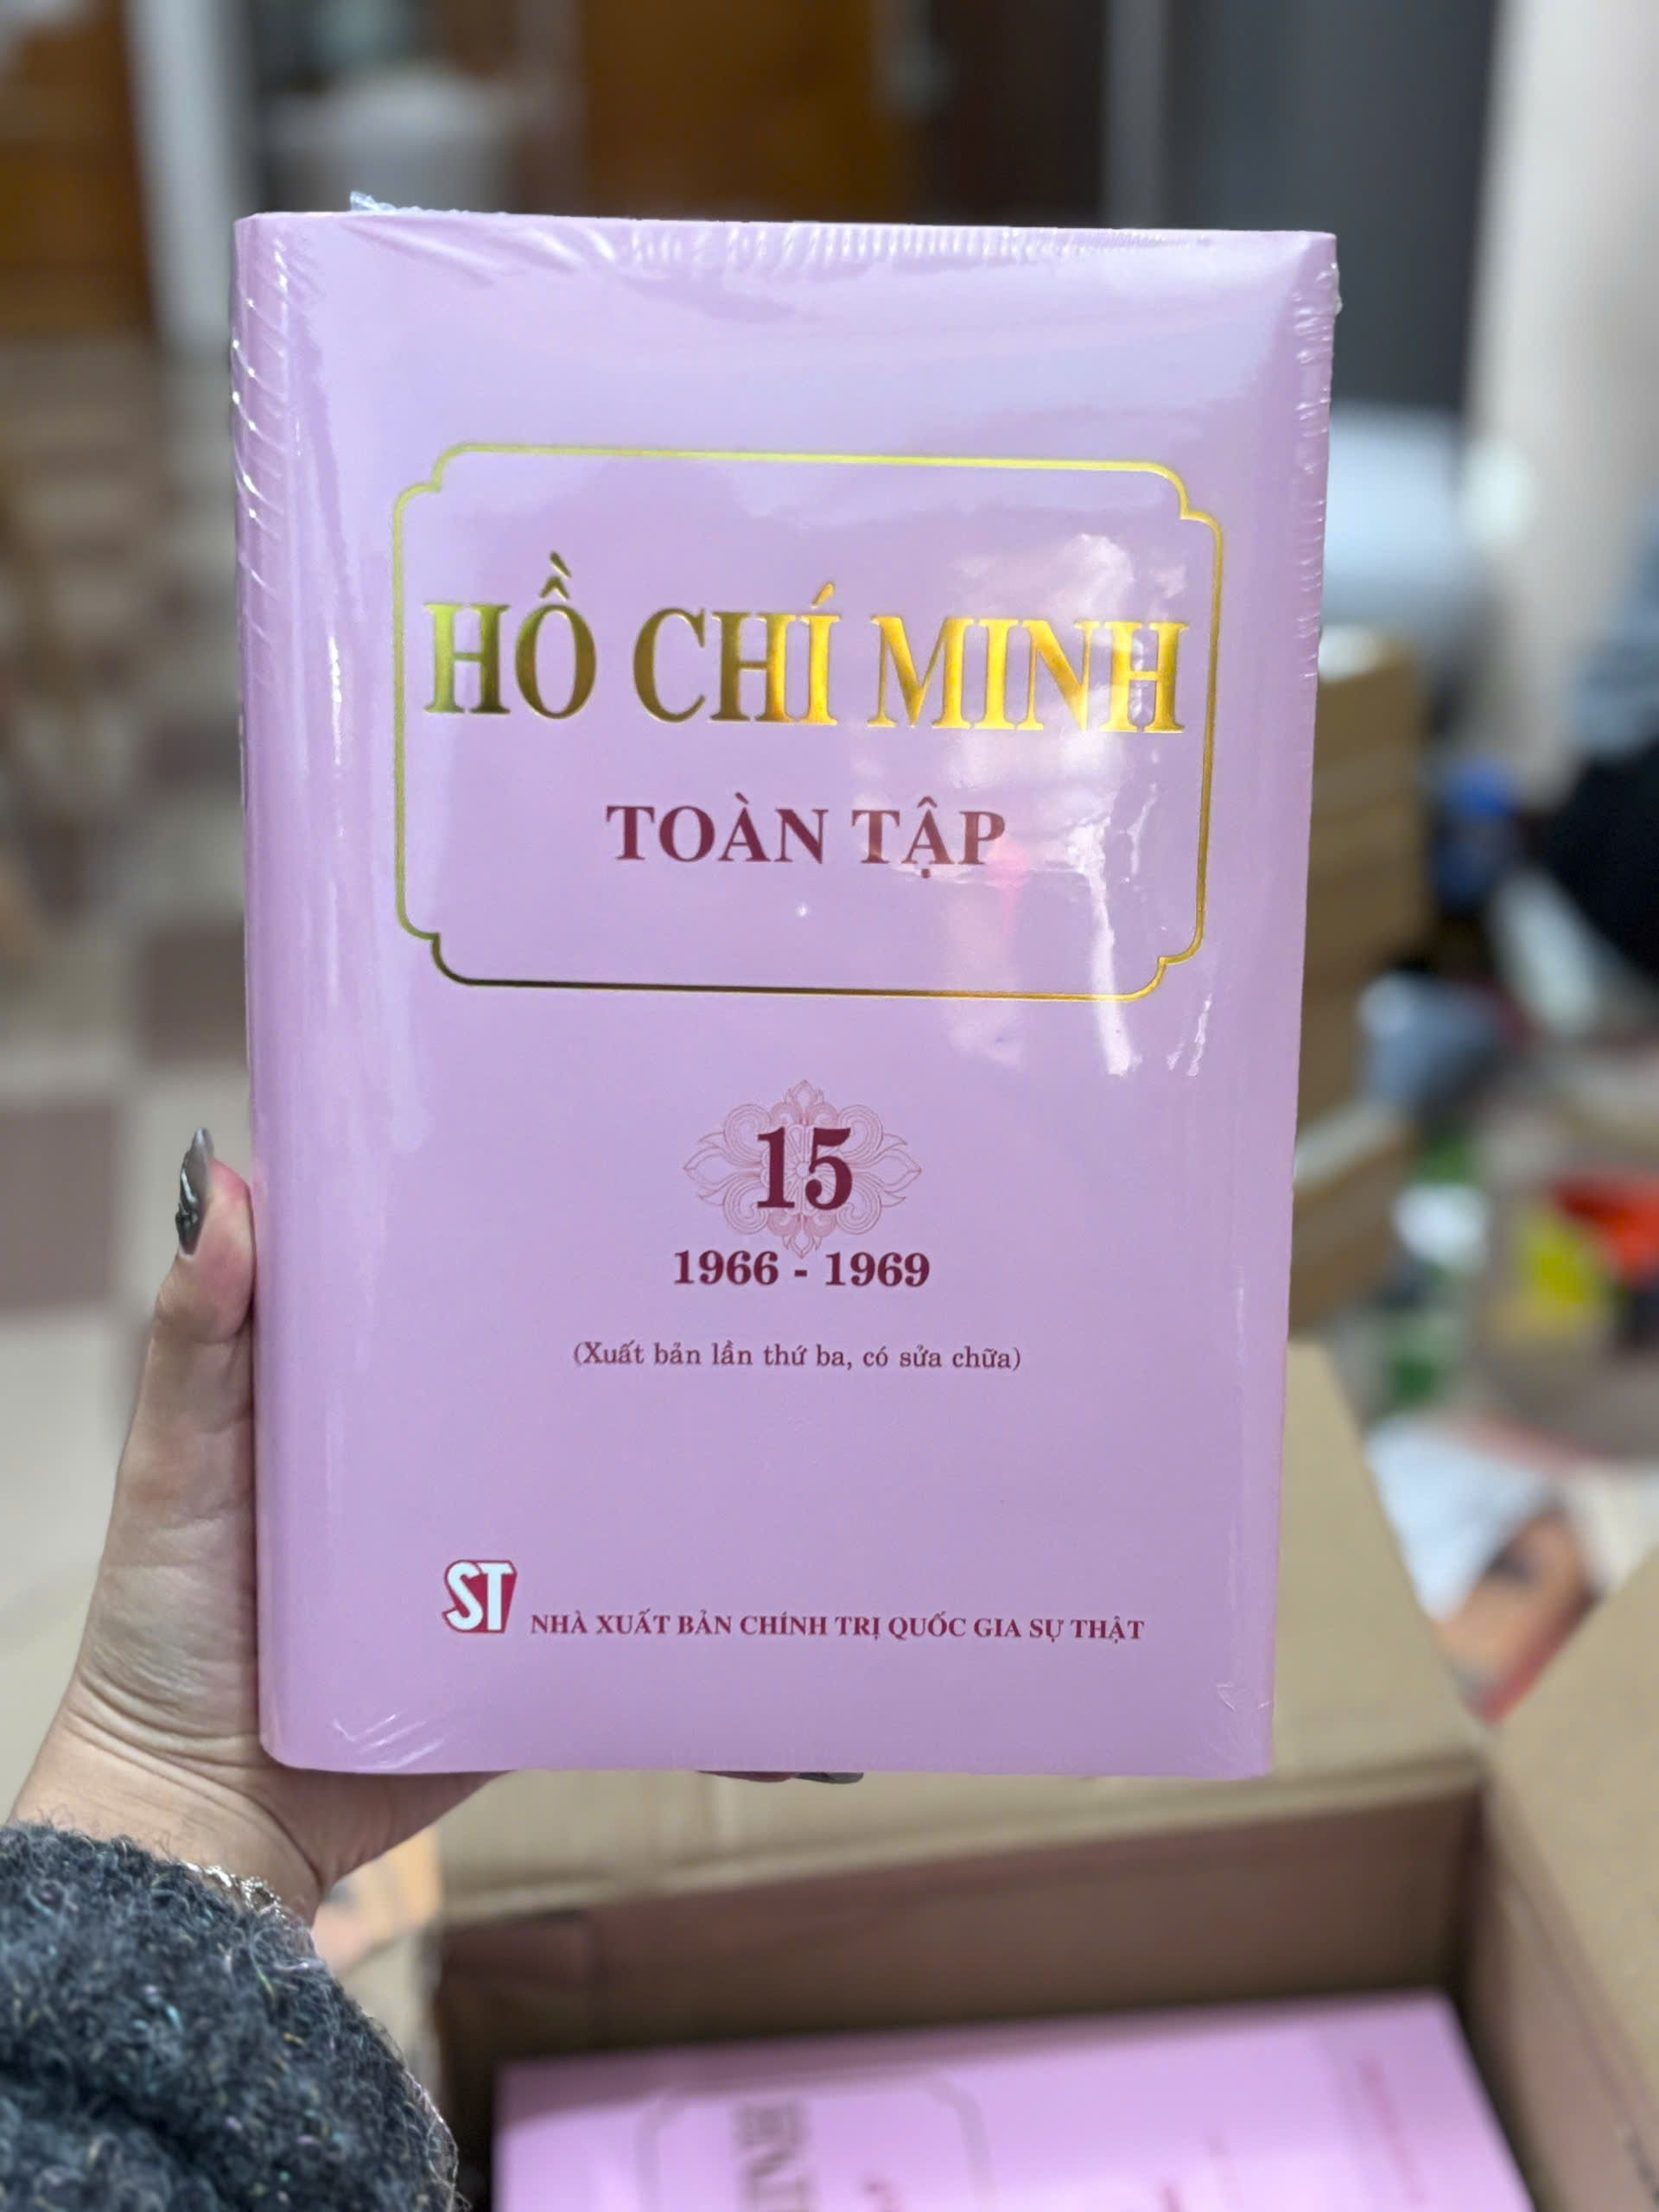 HỒ CHÍ MINH
TOÀN TẬP
15
1966 - 1969
(Xuất bản lần thứ ba, có sửa chữa)
ST
NHÀ XUẤT BẢN CHÍNH TRỊ QUỐC GIA SỰ THẬT